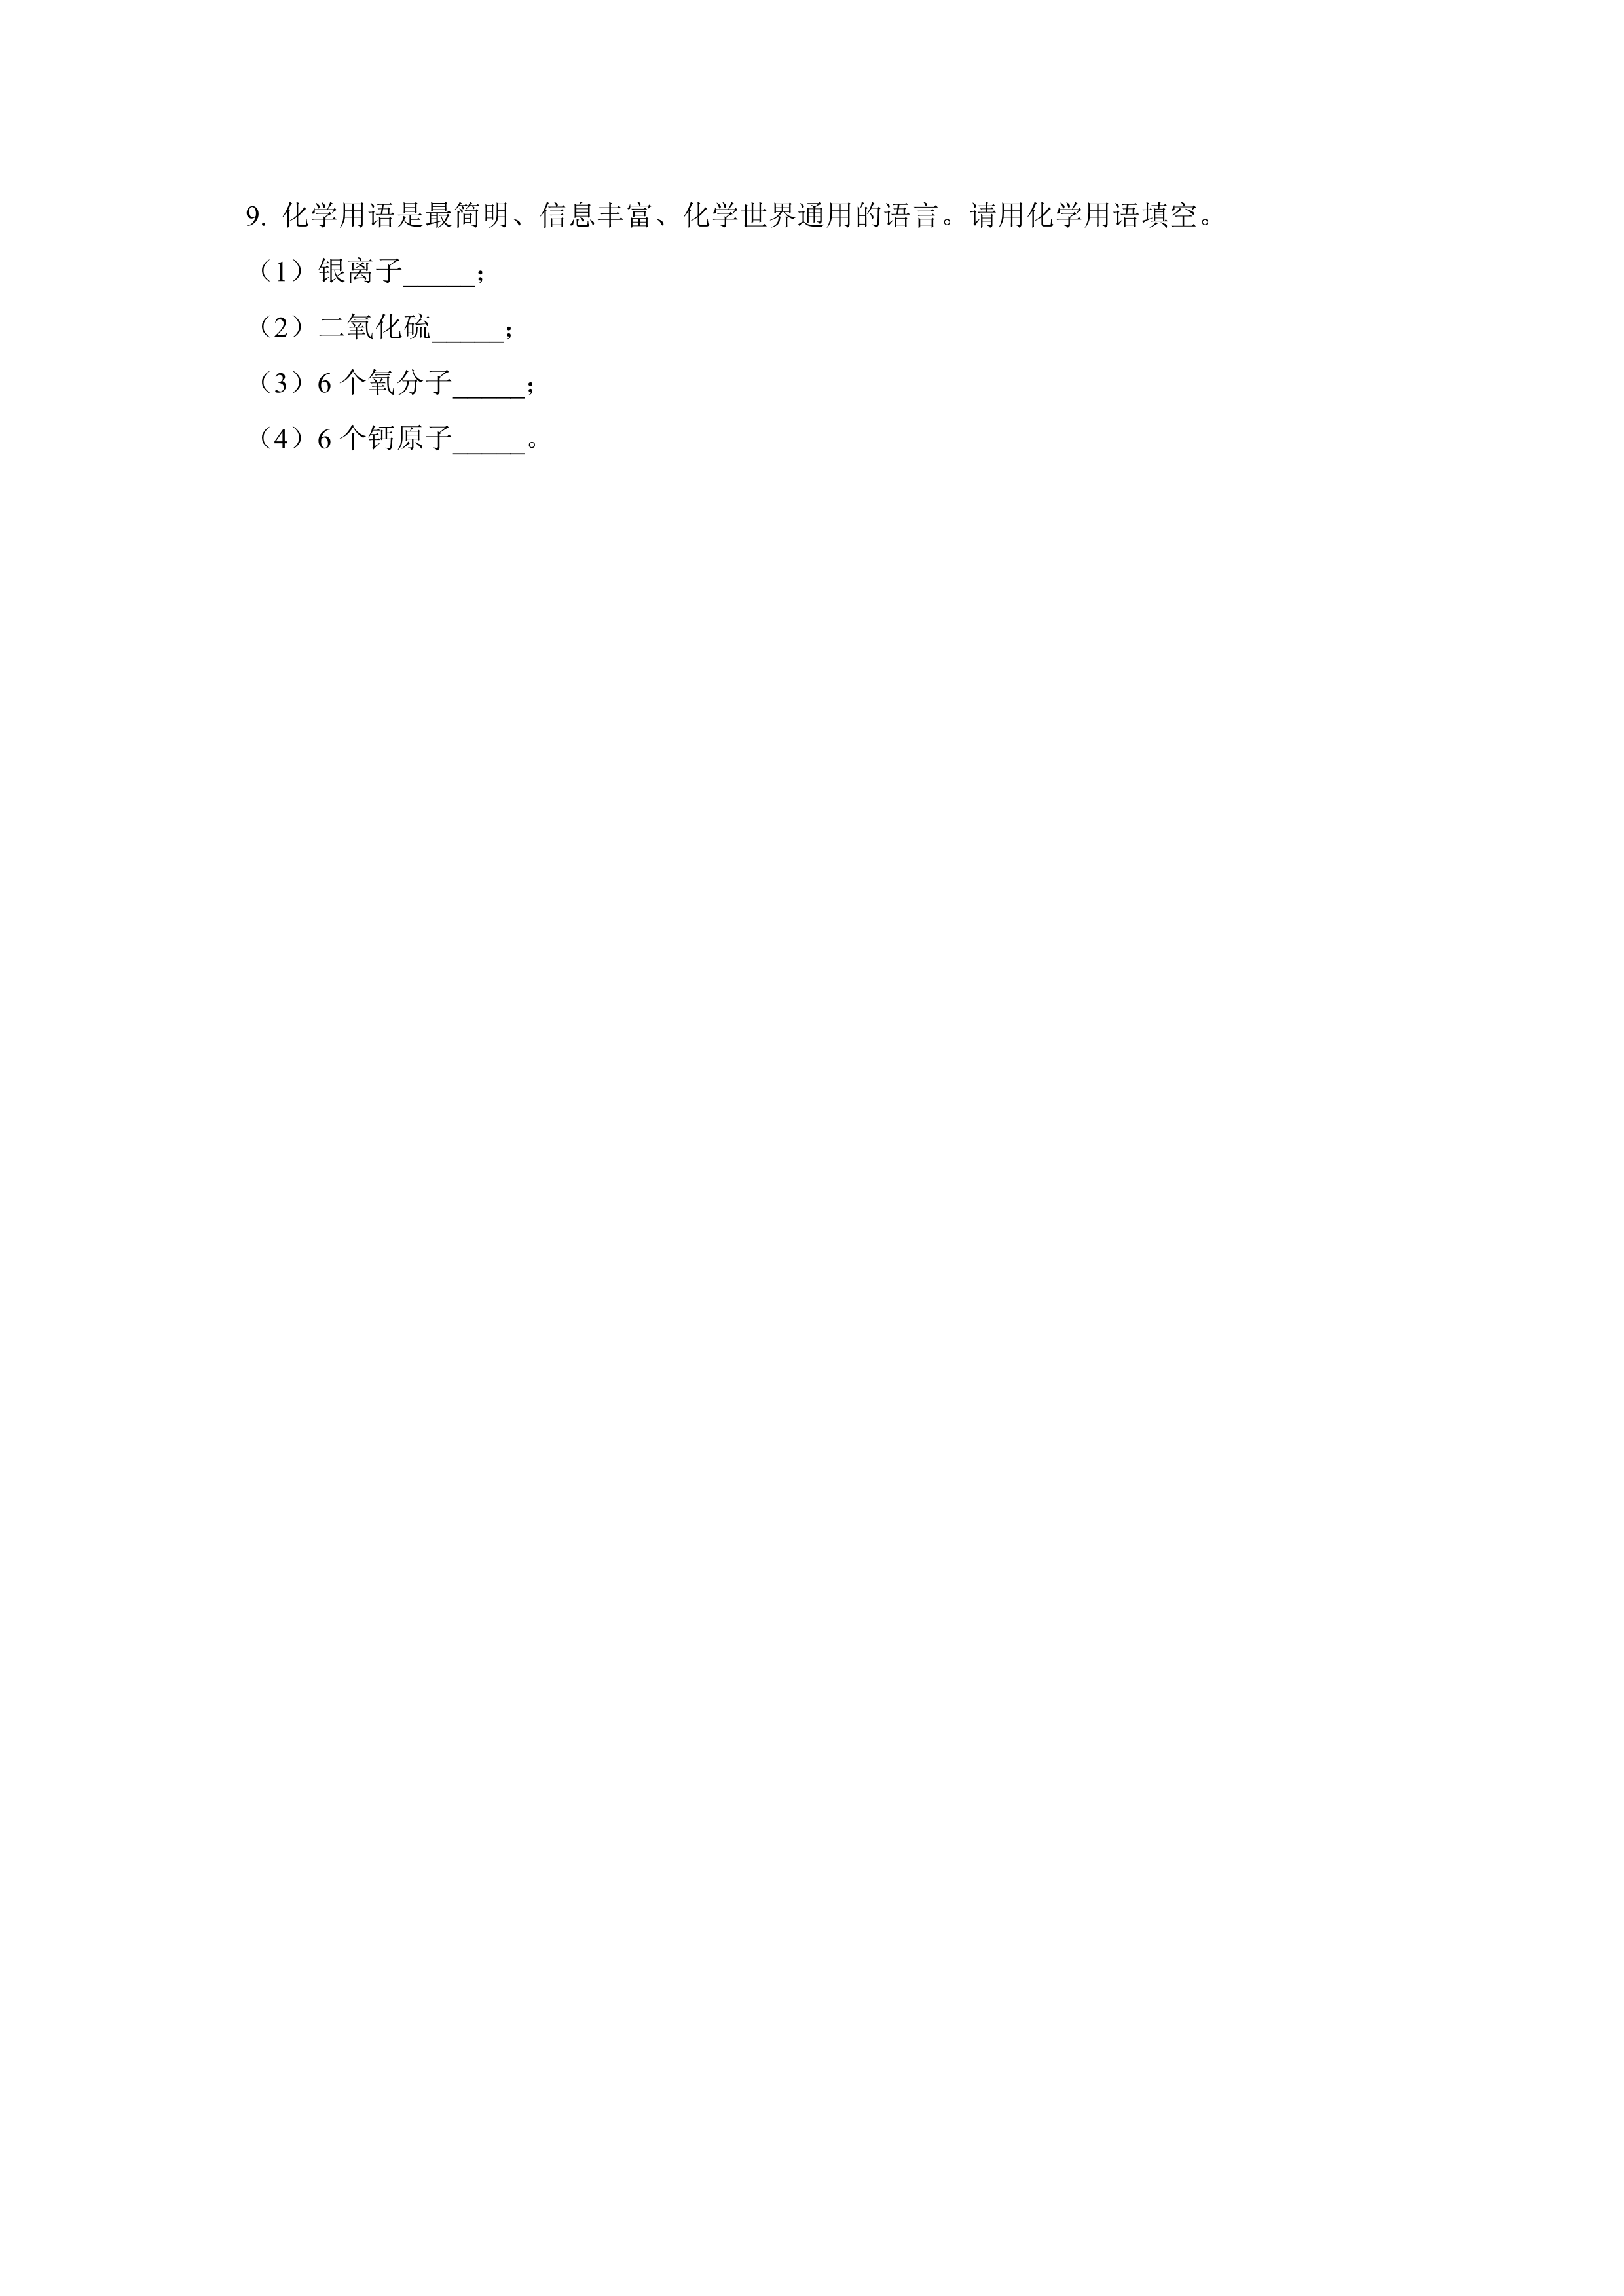 9. 化学用语是最简明、信息丰富、化学世界通用的语言。请用化学用语填空。
（1）银离子_____；
（2）二氧化硫_____；
（3）6 个氧分子_____；
（4）6 个钙原子_____。